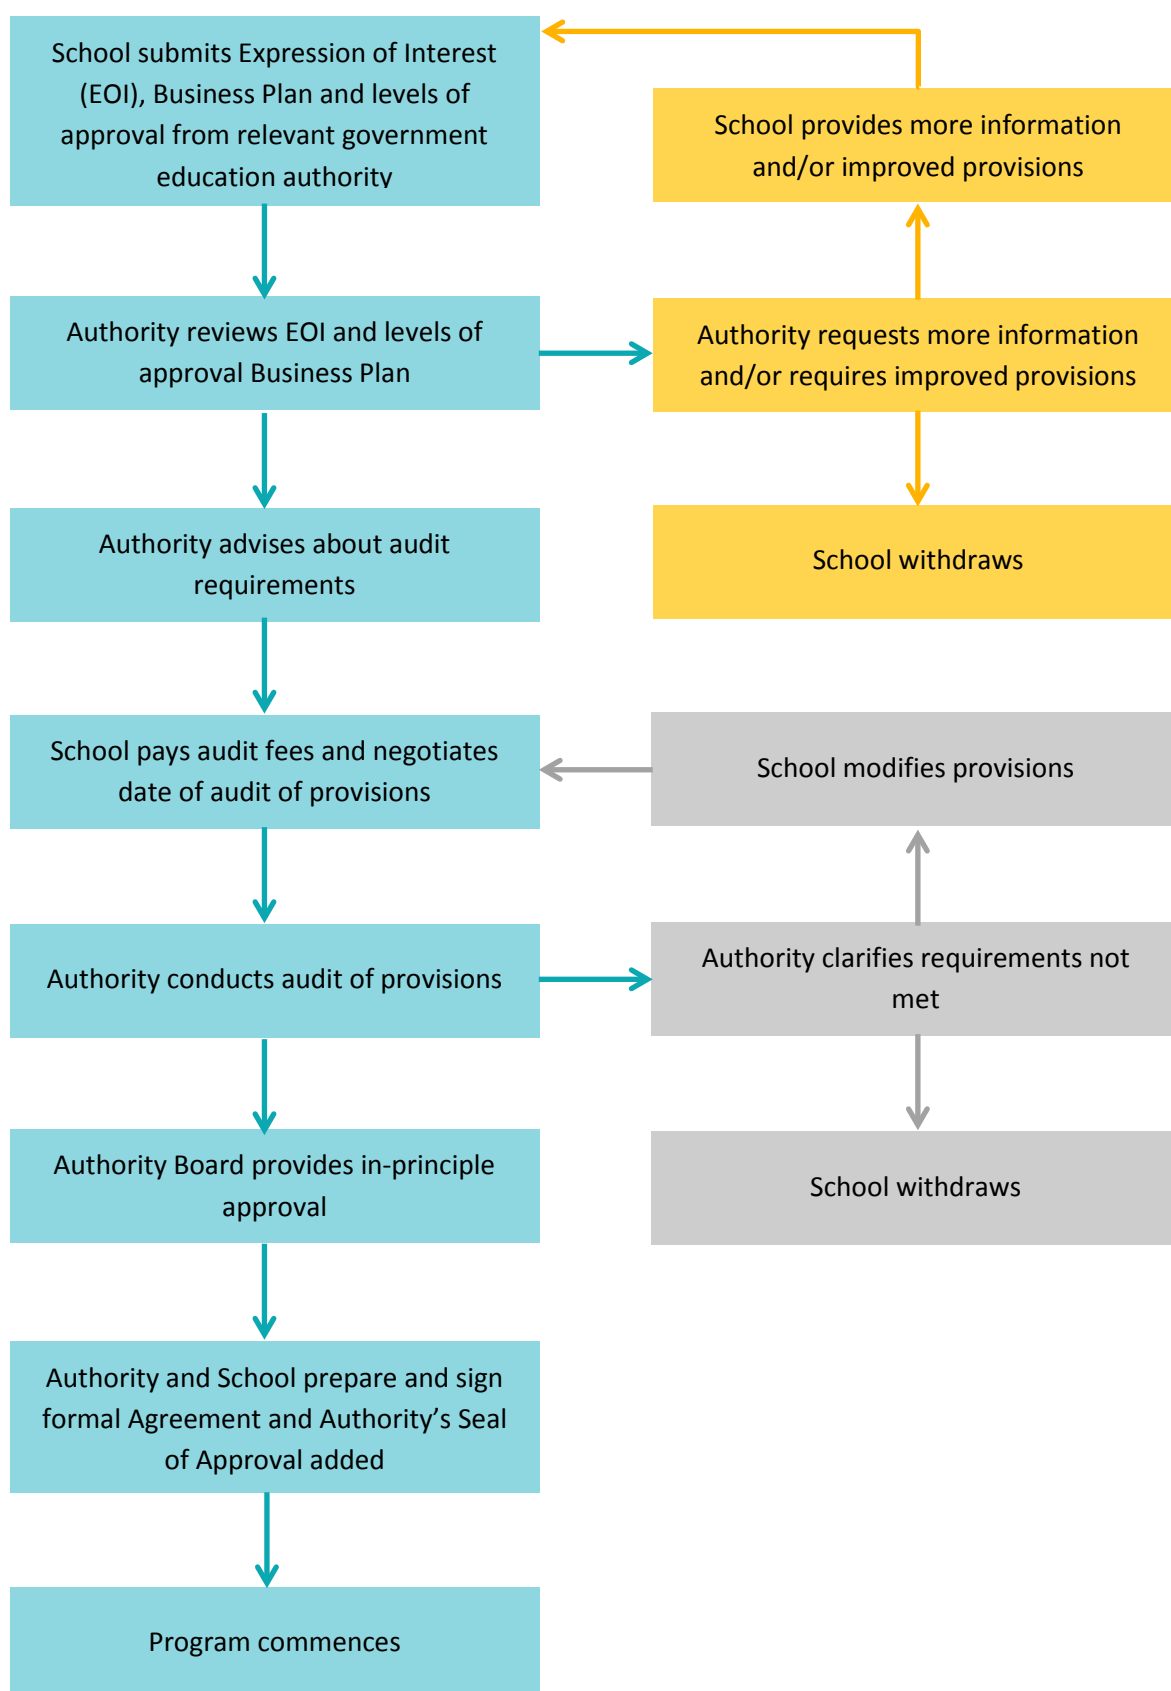 School submits Expression of Interest
(EOI), Business Plan and levels of
approval from relevant government
education authority
School provides more information
and/or improved provisions
Authority reviews EOI and levels of
approval Business Plan
Authority requests more information
and/or requires improved provisions
Authority advises about audit
requirements
School withdraws
School pays audit fees and negotiates
date of audit of provisions
School modifies provisions
Authority conducts audit of provisions
Authority clarifies requirements not
met
Authority Board provides in-principle
approval
School withdraws
Authority and School prepare and sign
formal Agreement and Authority’s Seal
of Approval added
Program commences